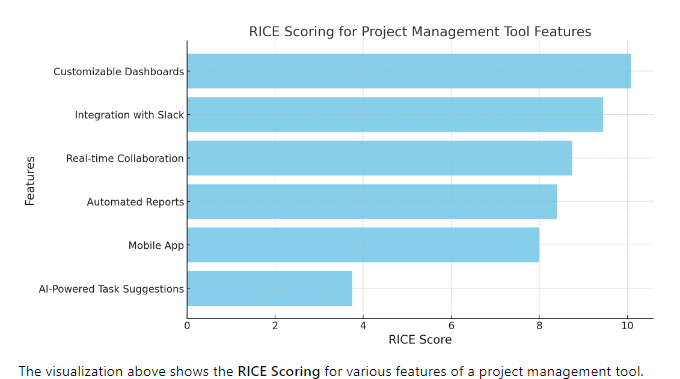 RICE Scoring for Project Management Tool Features
Customizable Dashboards
Integration with Slack
Real-time Collaboration
Automated Reports
Mobile App
AI-Powered Task Suggestions
Features
0 2 4 6 8 10
RICE Score
The visualization above shows the RICE Scoring for various features of a project management tool.